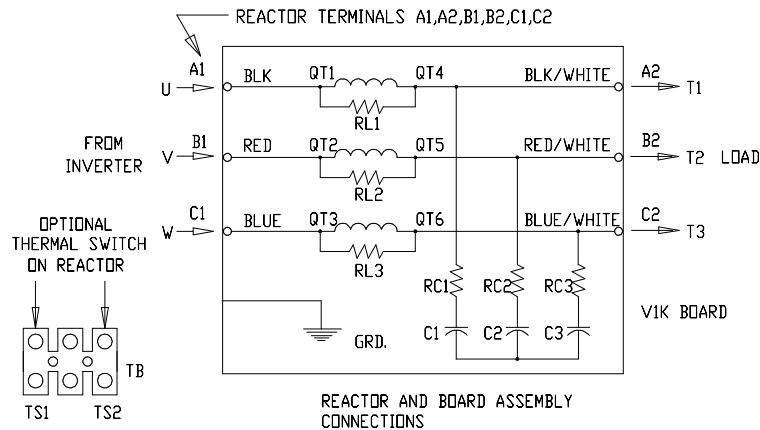 REACTOR TERMINALS A1,A2,B1,B2,C1,C2
A1 BLK QT1 QT4 BLK/WHITE A2
U T1
RL1
FROM
INVERTER
B1 RED QT2 QT5 RED/WHITE B2
V T2 LOAD
RL2
C1 BLUE QT3 QT6 BLUE/WHITE C2
W T3
RL3
OPTIONAL
THERMAL SWITCH
ON REACTOR
RC1 RC2 RC3
V1K BOARD
C1 C2 C3
GRD.
TB
TS1 TS2
REACTOR AND BOARD ASSEMBLY
CONNECTIONS